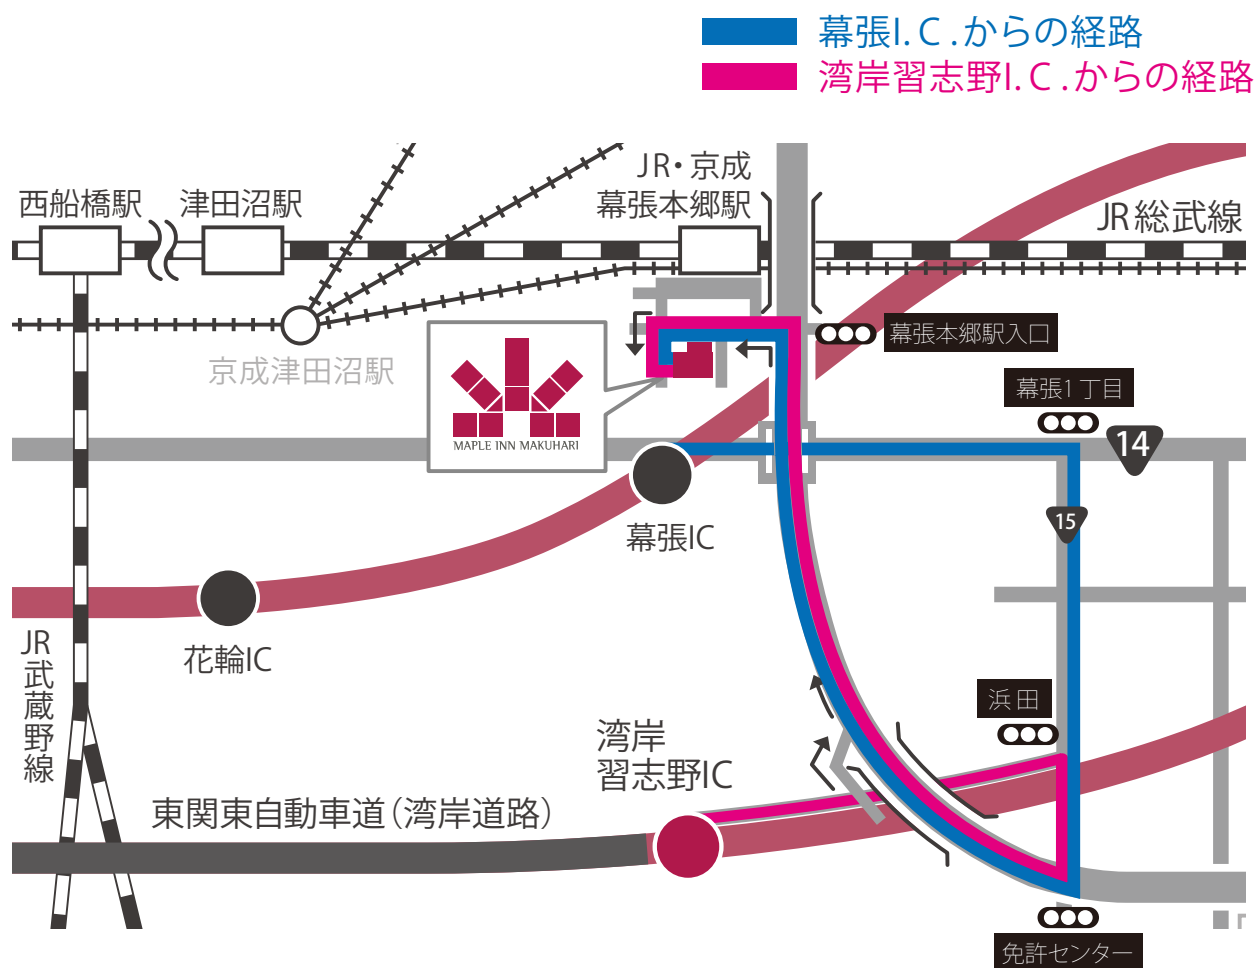 幕張I.C.からの経路
湾岸習志野I.C.からの経路
JR・京成
幕張本郷駅
西船橋駅
津田沼駅
JR総武線
幕張本郷駅入口
京成津田沼駅
幕張1丁目
14
MAPLE INN MAKUHARI
15
幕張IC
花輪IC
JR武蔵野線
浜田
湾岸
習志野IC
東関東自動車道(湾岸道路)
免許センター